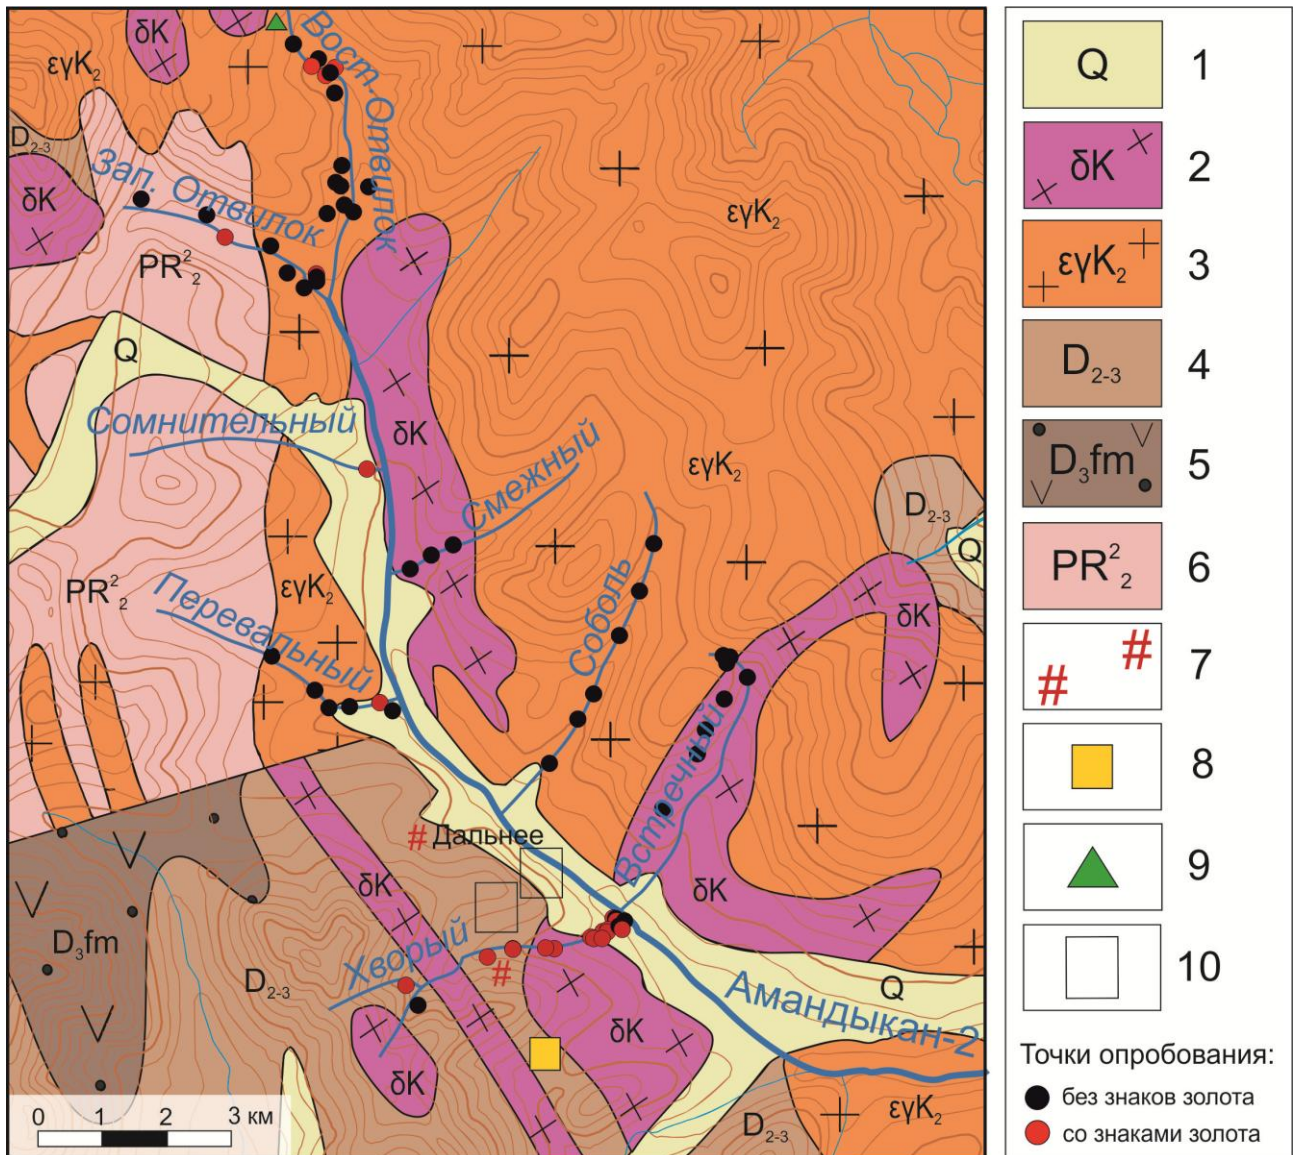 δK
Вост. Отвилок
εγK₂
D₂₋₃
Зап. Отвилок
δK
εγK₂
PR²₂
Q
Сомнительный
δK
Смежный
εγK₂
D₂₋₃
Q
PR²₂
Перевальный
εγK₂
Соболь
δK
Встречный
# Дальнее
δK
δK
D₃fm
Хворый
#
D₂₋₃
Q
Амандыкан-2
δK
δK
εγK₂
D₂₋₃
0 1 2 3 км
Q 1
δK 2
εγK₂ 3
D₂₋₃ 4
D₃fm 5
PR²₂ 6
# # 7
8
9
10
Точки опробования:
без знаков золота
со знаками золота